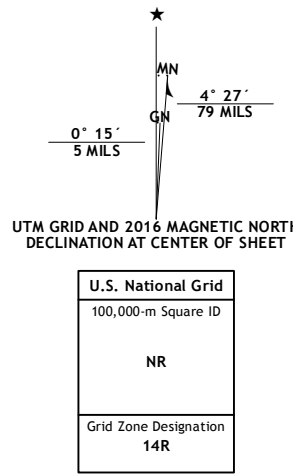 ★
MN
4° 27´
79 MILS
GN
0° 15´
5 MILS
UTM GRID AND 2016 MAGNETIC NORTH
DECLINATION AT CENTER OF SHEET
U.S. National Grid
100,000-m Square ID
NR
Grid Zone Designation
14R